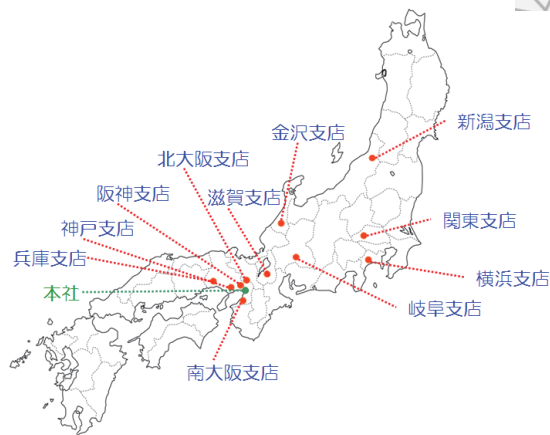 新潟支店
金沢支店
北大阪支店
阪神支店
滋賀支店
神戸支店
関東支店
兵庫支店
横浜支店
本社
岐阜支店
南大阪支店